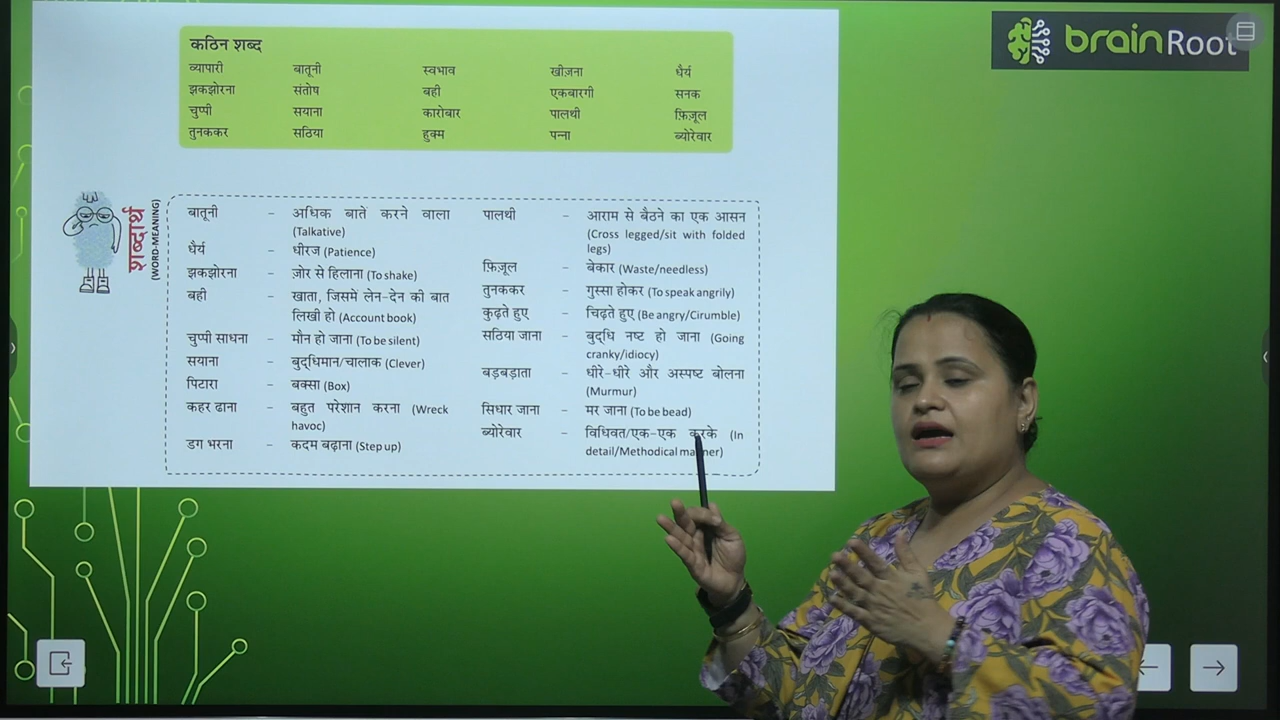 brainRoot
कठिन शब्द
व्यापारी बातूनी स्वभाव खीज़ना धैर्य
झकझोरना संतोष बही एकबारगी सनक
चुप्पी सयाना कारोबार पालथी फ़िज़ूल
तुनककर सठिया हुक्म पन्ना ब्योरेवार
शब्दार्थ
(WORD-MEANING)
बातूनी – अधिक बातें करने वाला
(Talkative)
धैर्य – धीरज (Patience)
झकझोरना – ज़ोर से हिलाना (To shake)
बही – खाता, जिसमें लेन-देन की बात
लिखी हो (Account book)
चुप्पी साधना – मौन हो जाना (To be silent)
सयाना – बुद्धिमान/चालाक (Clever)
पिटारा – बक्सा (Box)
कहर ढाना – बहुत परेशान करना (Wreck
havoc)
डग भरना – कदम बढ़ाना (Step up)
पालथी – आराम से बैठने का एक आसन
(Cross legged/sit with folded
legs)
फ़िज़ूल – बेकार (Waste/needless)
तुनककर – गुस्सा होकर (To speak angrily)
कुढ़ते हुए – चिढ़ते हुए (Be angry/Cirumble)
सठिया जाना – बुद्धि नष्ट हो जाना (Going
cranky/idiocy)
बड़बड़ाता – धीरे-धीरे और अस्पष्ट बोलना
(Murmur)
सिधार जाना – मर जाना (To be bead)
ब्योरेवार – विधिवत/एक-एक करके (In
detail/Methodical manner)